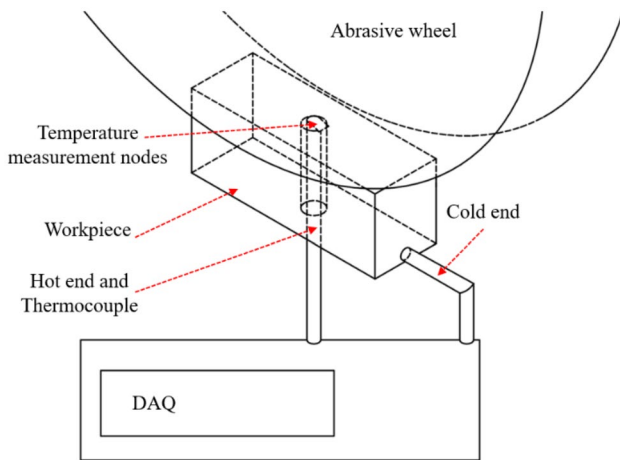 Abrasive wheel
Temperature
measurement nodes
Cold end
Workpiece
Hot end and
Thermocouple
DAQ